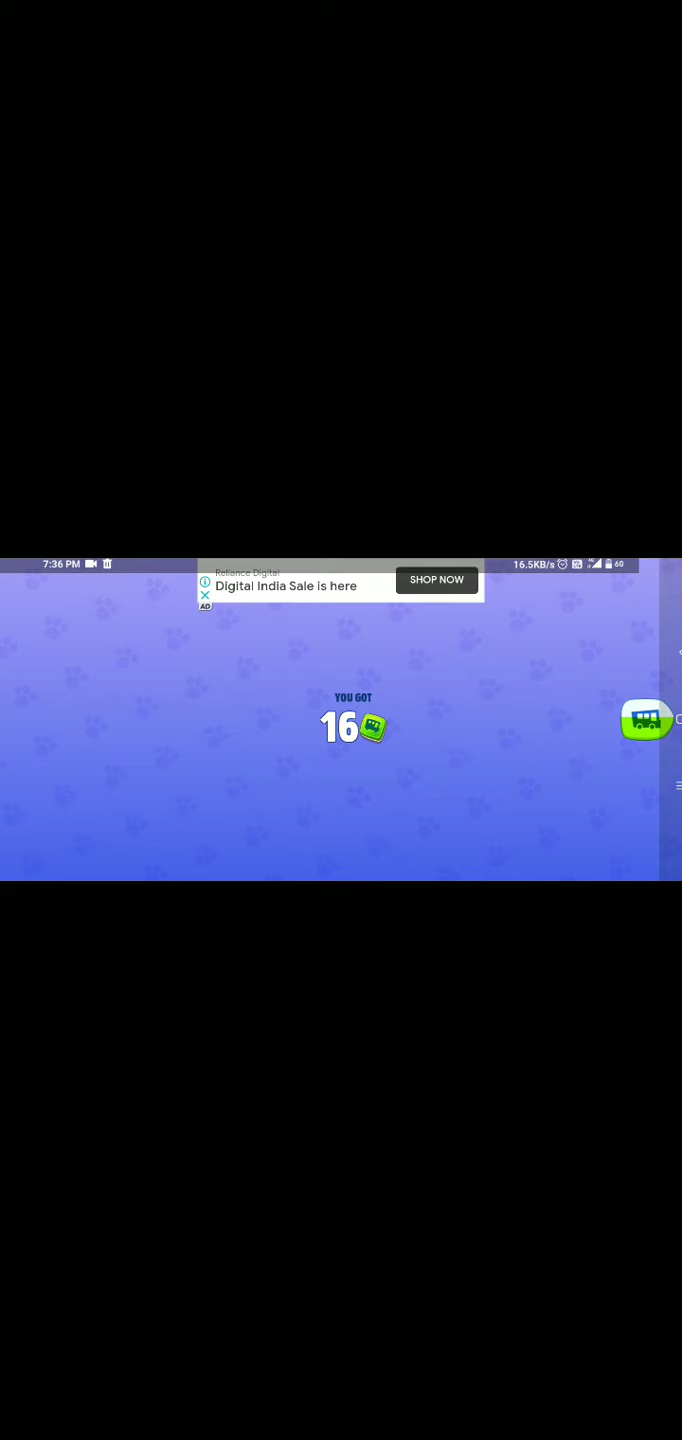 7:36 PM
16.5KB/s
60
Reliance Digital
Digital India Sale is here
SHOP NOW
AD
YOU GOT
16